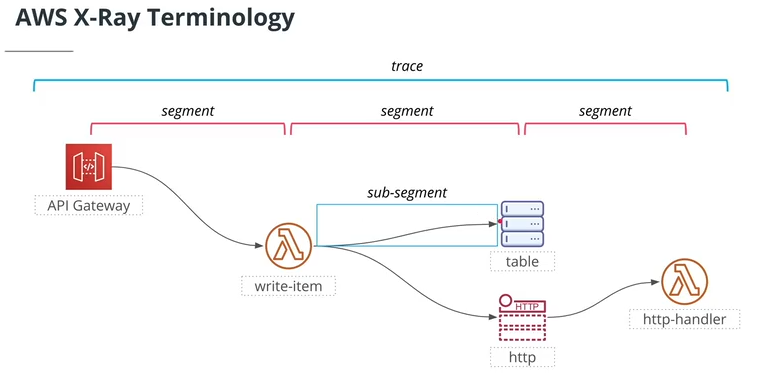 AWS X-Ray Terminology
trace
segment
segment
segment
API Gateway
sub-segment
write-item
table
HTTP
http
http-handler